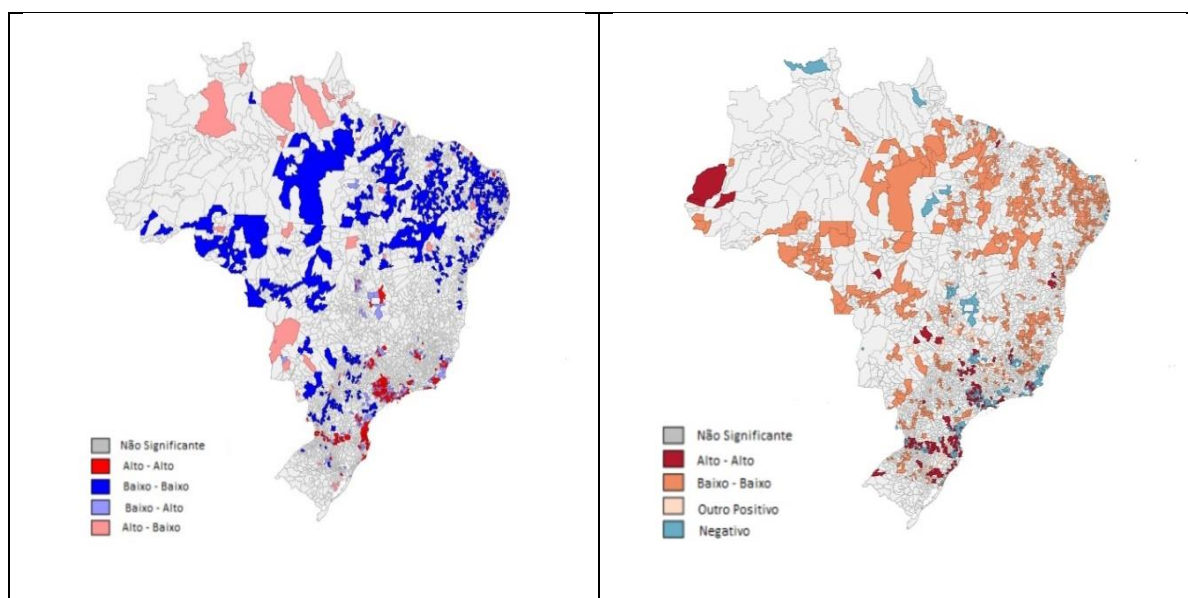 Não Significante
Alto - Alto
Baixo - Baixo
Baixo - Alto
Alto - Baixo
Não Significante
Alto - Alto
Baixo - Baixo
Outro Positivo
Negativo